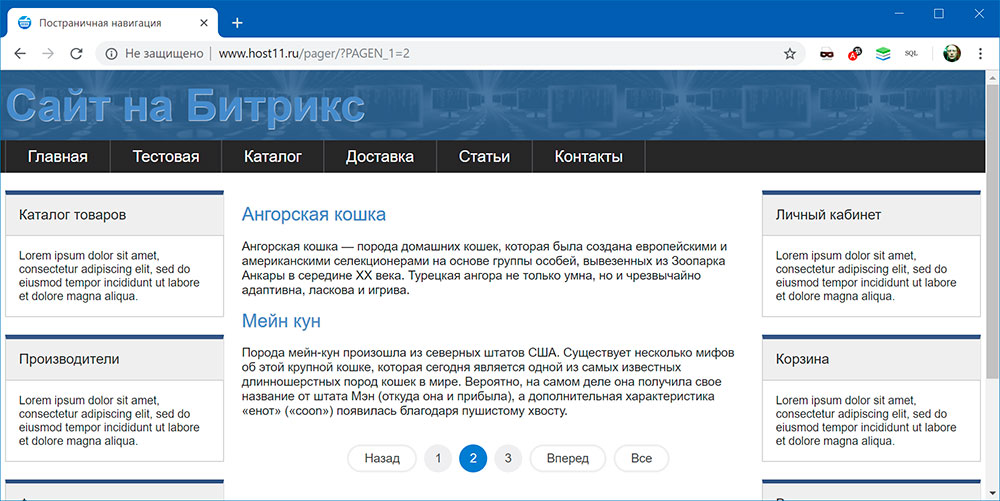 Постраничная навигация
Не защищено | www.host11.ru/pager/?PAGEN_1=2
SQL
Сайт на Битрикс
Главная Тестовая Каталог Доставка Статьи Контакты
Каталог товаров
Lorem ipsum dolor sit amet,
consectetur adipiscing elit, sed do
eiusmod tempor incididunt ut labore
et dolore magna aliqua.
Производители
Lorem ipsum dolor sit amet,
consectetur adipiscing elit, sed do
eiusmod tempor incididunt ut labore
et dolore magna aliqua.
Ангорская кошка
Ангорская кошка — порода домашних кошек, которая была создана европейскими и
американскими селекционерами на основе группы особей, вывезенных из Зоопарка
Анкары в середине XX века. Турецкая ангора не только умна, но и чрезвычайно
адаптивна, ласкова и игрива.
Мейн кун
Порода мейн-кун произошла из северных штатов США. Существует несколько мифов
об этой крупной кошке, которая сегодня является одной из самых известных
длинношерстных пород кошек в мире. Вероятно, на самом деле она получила свое
название от штата Мэн (откуда она и прибыла), а дополнительная характеристика
«енот» («coon») появилась благодаря пушистому хвосту.
Назад 1 2 3 Вперед Все
Личный кабинет
Lorem ipsum dolor sit amet,
consectetur adipiscing elit, sed do
eiusmod tempor incididunt ut labore
et dolore magna aliqua.
Корзина
Lorem ipsum dolor sit amet,
consectetur adipiscing elit, sed do
eiusmod tempor incididunt ut labore
et dolore magna aliqua.